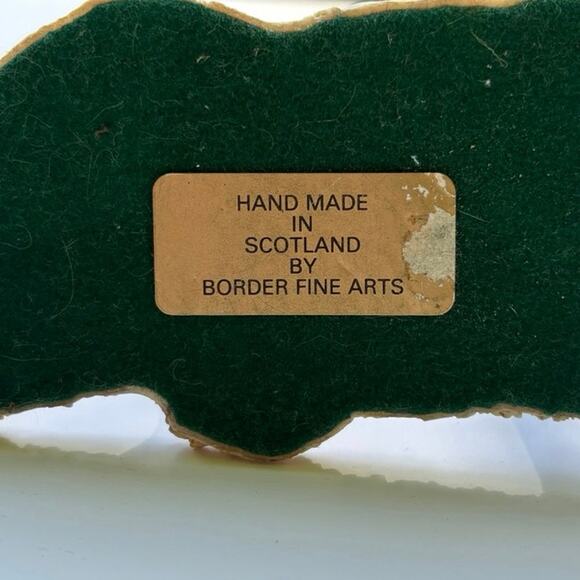 HAND MADE
IN
SCOTLAND
BY
BORDER FINE ARTS